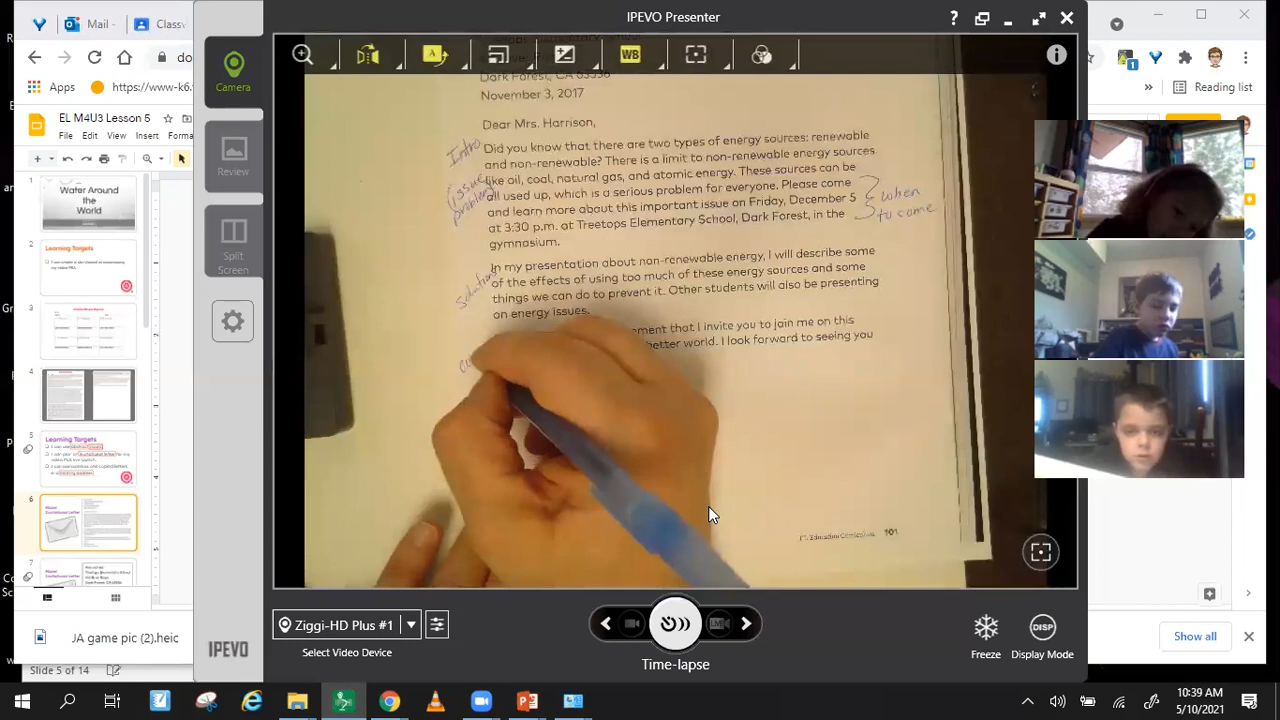 IPEVO Presenter
Mail -
Class
Camera
Review
Split
Screen
IPEVO
Apps
https://www-k6.
Reading list
EL M4U3 Lesson 5
File
Edit
Water Around
the
World
Learning Targets
Learning Targets
Dark Forest, CA
November 3, 2017
Dear Mrs. Harrison,
Did you know that there are two types of energy sources: renewable
and non-renewable? There is a limit to non-renewable energy sources
like oil, coal, natural gas, and atomic energy. These sources can be
all used up, which is a serious problem for everyone. Please come
and learn more about this important issue on Friday, December 5
at 3:30 p.m. at Treetops Elementary School, Dark Forest, in the
gymnasium.
In my presentation about non-renewable energy, I will describe some
of the effects of using too much of these energy sources and some
things we can do to prevent it. Other students will also be presenting
on energy issues.
ement that I invite you to join me on this
better world. I look forward to seeing you
Intro
(issue
problem)
when
to come
Solutions
101
WB
Ziggi-HD Plus #1
Select Video Device
Time-lapse
Freeze
DISP
Display Mode
JA game pic (2).heic
Show all
Slide 5 of 14
10:39 AM
5/10/2021